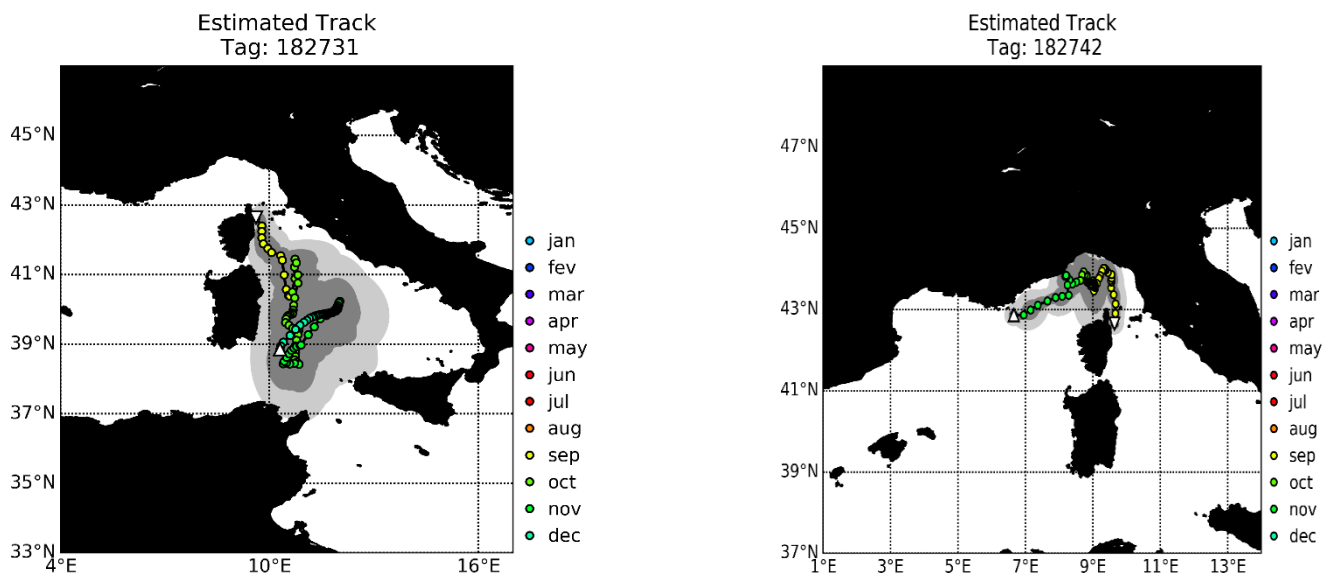 Estimated Track
Tag: 182731
45°N
43°N
41°N
39°N
37°N
35°N
33°N
4°E
10°E
16°E
jan
fev
mar
apr
may
jun
jul
aug
sep
oct
nov
dec
Estimated Track
Tag: 182742
47°N
45°N
43°N
41°N
39°N
37°N
1°E
3°E
5°E
7°E
9°E
11°E
13°E
jan
fev
mar
apr
may
jun
jul
aug
sep
oct
nov
dec